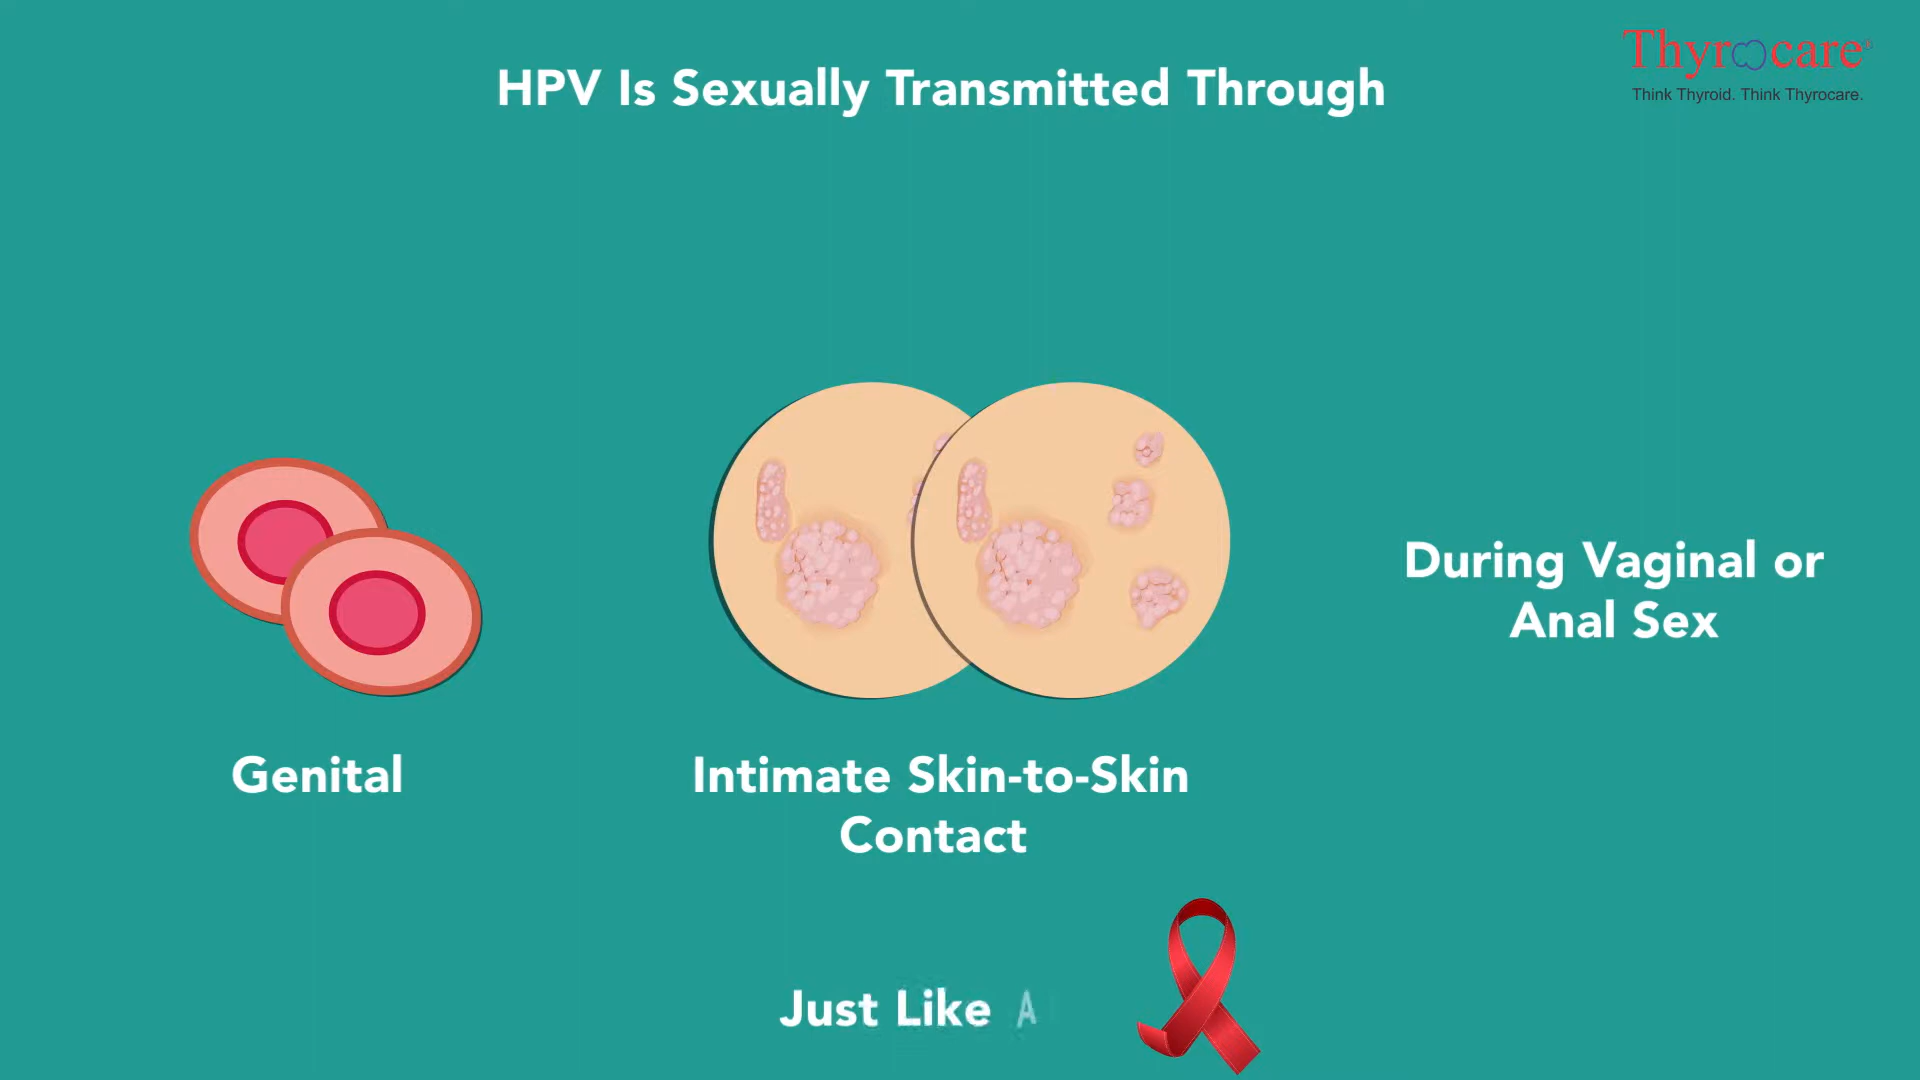 Thyrocare®
Think Thyroid. Think Thyrocare.
HPV Is Sexually Transmitted Through
During Vaginal or
Anal Sex
Genital
Intimate Skin-to-Skin
Contact
Just Like A